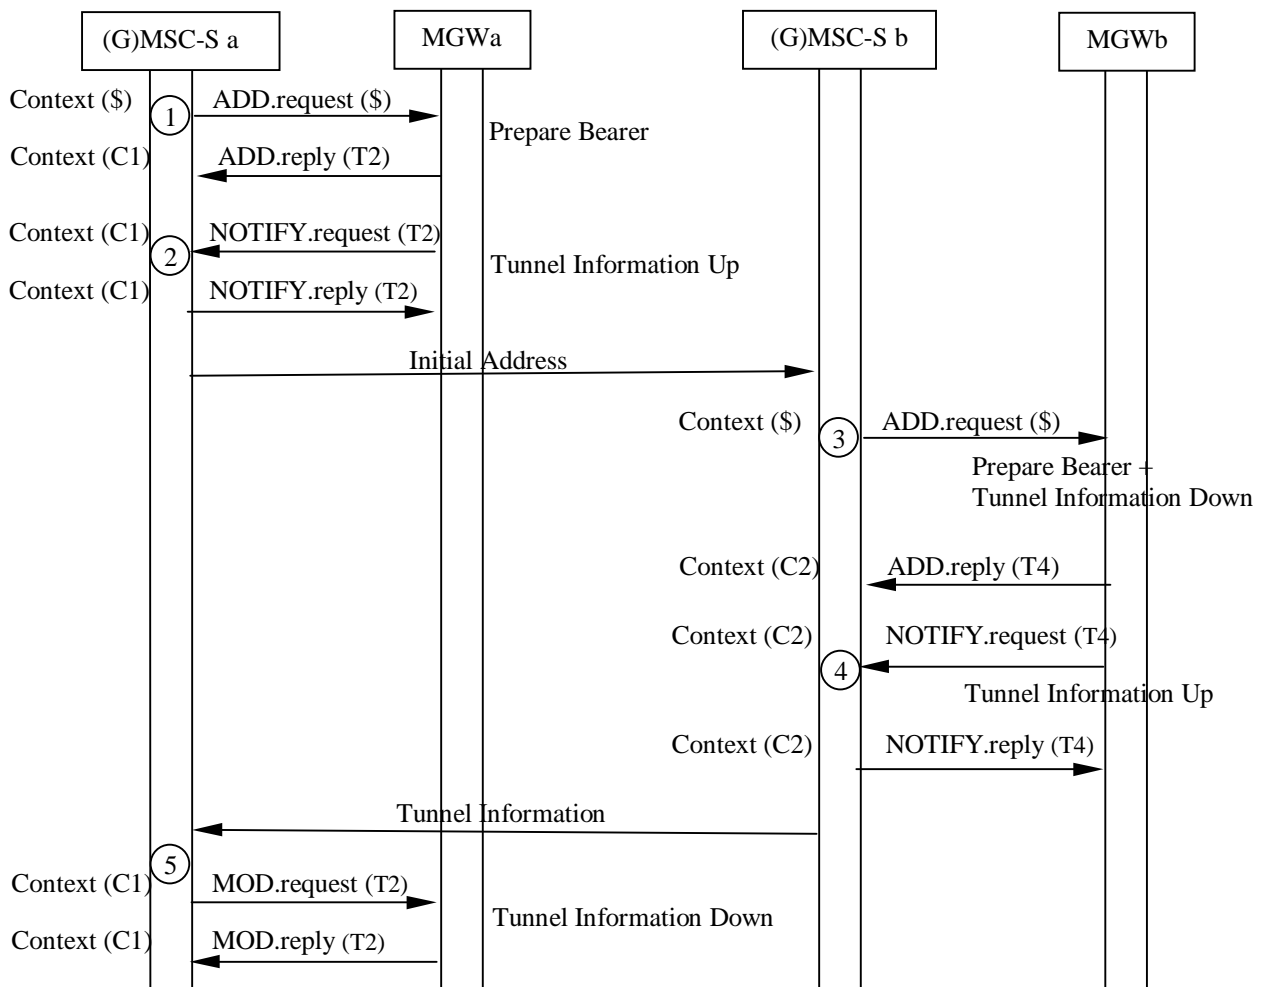 (G)MSC-S a
MGWa
(G)MSC-S b
MGWb
Context ($)
1
ADD.request ($)
Prepare Bearer
Context (C1)
ADD.reply (T2)
Context (C1)
2
NOTIFY.request (T2)
Tunnel Information Up
Context (C1)
NOTIFY.reply (T2)
Initial Address
Context ($)
3
ADD.request ($)
Prepare Bearer +
Tunnel Information Down
Context (C2)
ADD.reply (T4)
Context (C2)
NOTIFY.request (T4)
4
Tunnel Information Up
Context (C2)
NOTIFY.reply (T4)
Tunnel Information
5
Context (C1)
MOD.request (T2)
Tunnel Information Down
Context (C1)
MOD.reply (T2)